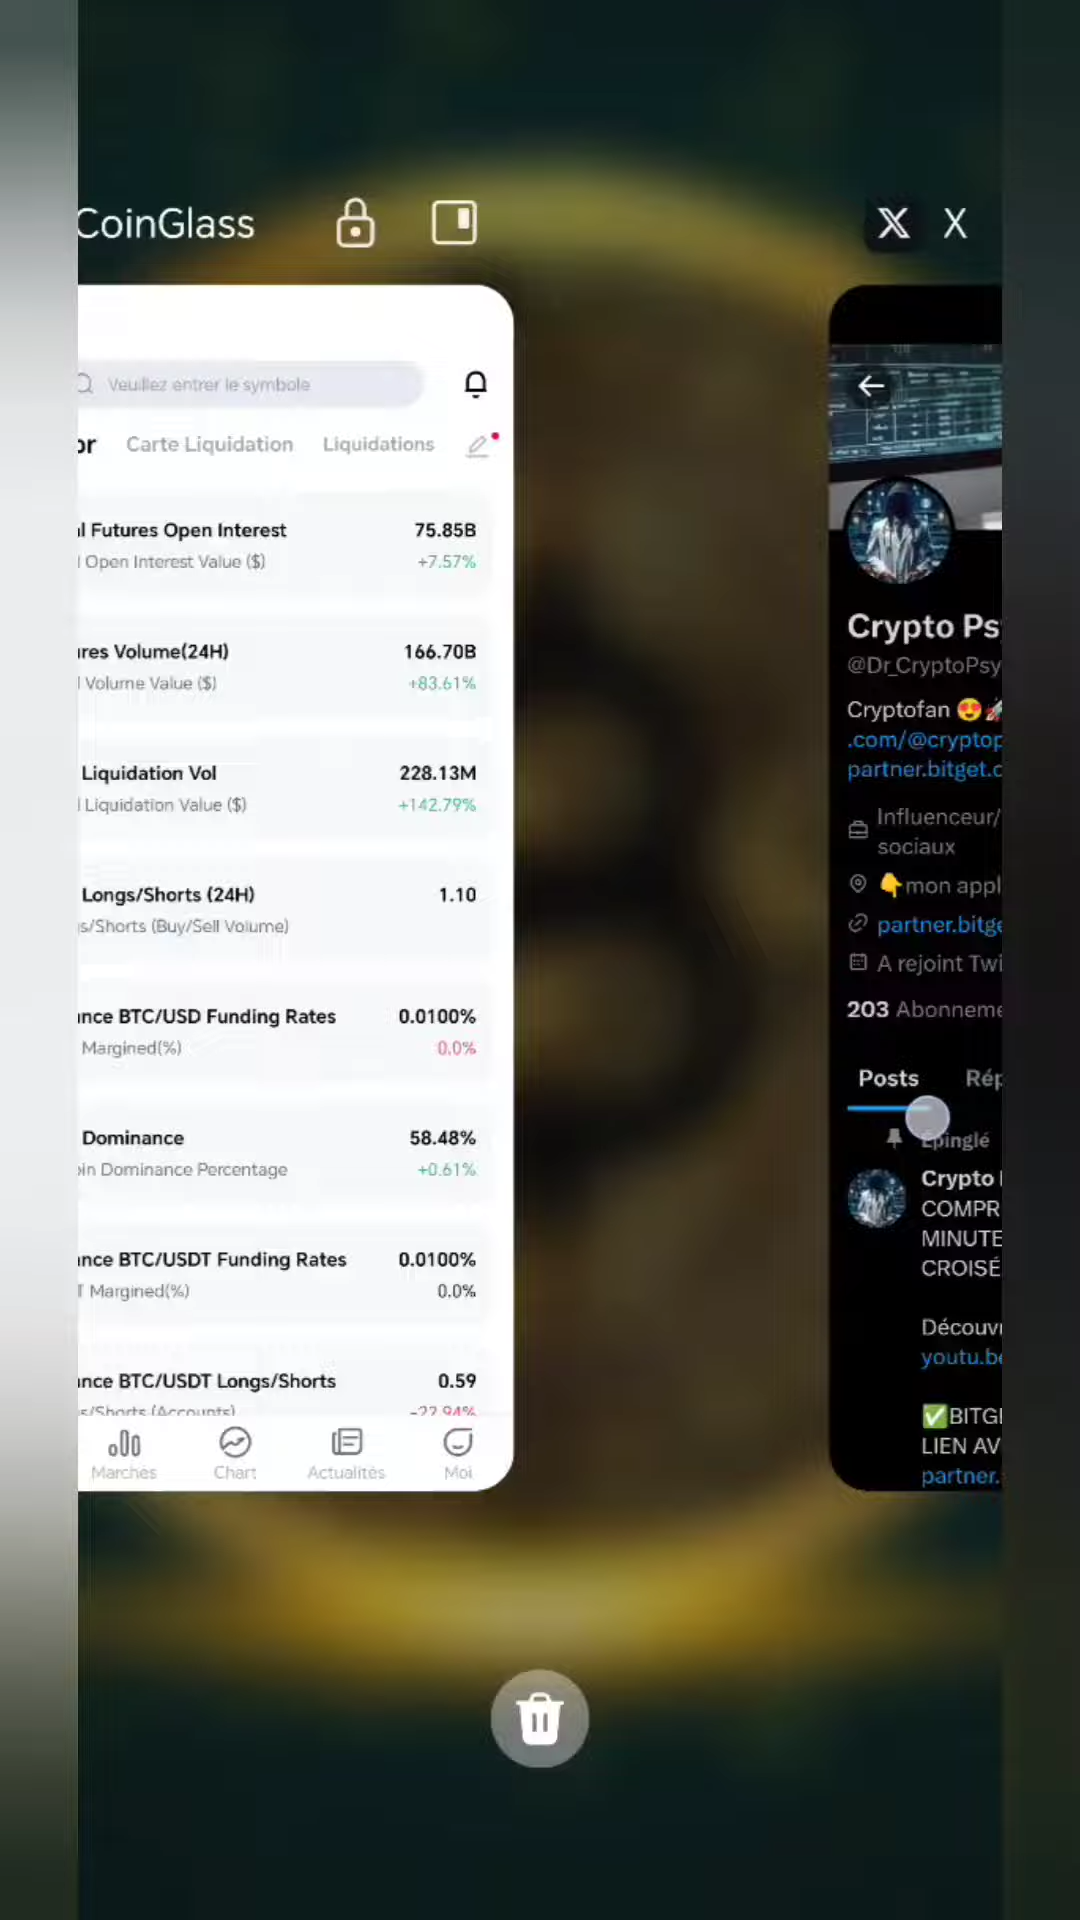 CoinGlass
Veuillez entrer le symbole
or Carte Liquidation Liquidations
l Futures Open Interest 75.85B
Open Interest Value ($) +7.57%
ures Volume(24H) 166.70B
Volume Value ($) +83.61%
Liquidation Vol 228.13M
Liquidation Value ($) +142.79%
Longs/Shorts (24H) 1.10
s/Shorts (Buy/Sell Volume)
nce BTC/USD Funding Rates 0.0100%
Margined(%) 0.0%
Dominance 58.48%
in Dominance Percentage +0.61%
nce BTC/USDT Funding Rates 0.0100%
T Margined(%) 0.0%
nce BTC/USDT Longs/Shorts 0.59
s/Shorts (Accounts) -22.94%
Marchés Chart Actualités Moi
X X
Crypto Ps
@Dr_CryptoPsy
Cryptofan 😍🚀
.com/@cryptop
partner.bitget.c
Influenceur/
sociaux
👇mon appl
partner.bitge
A rejoint Twi
203 Abonneme
Posts Rép
Épinglé
Crypto
COMPR
MINUTE
CROISÉ
Découv
youtu.be
✅BITG
LIEN AV
partner.